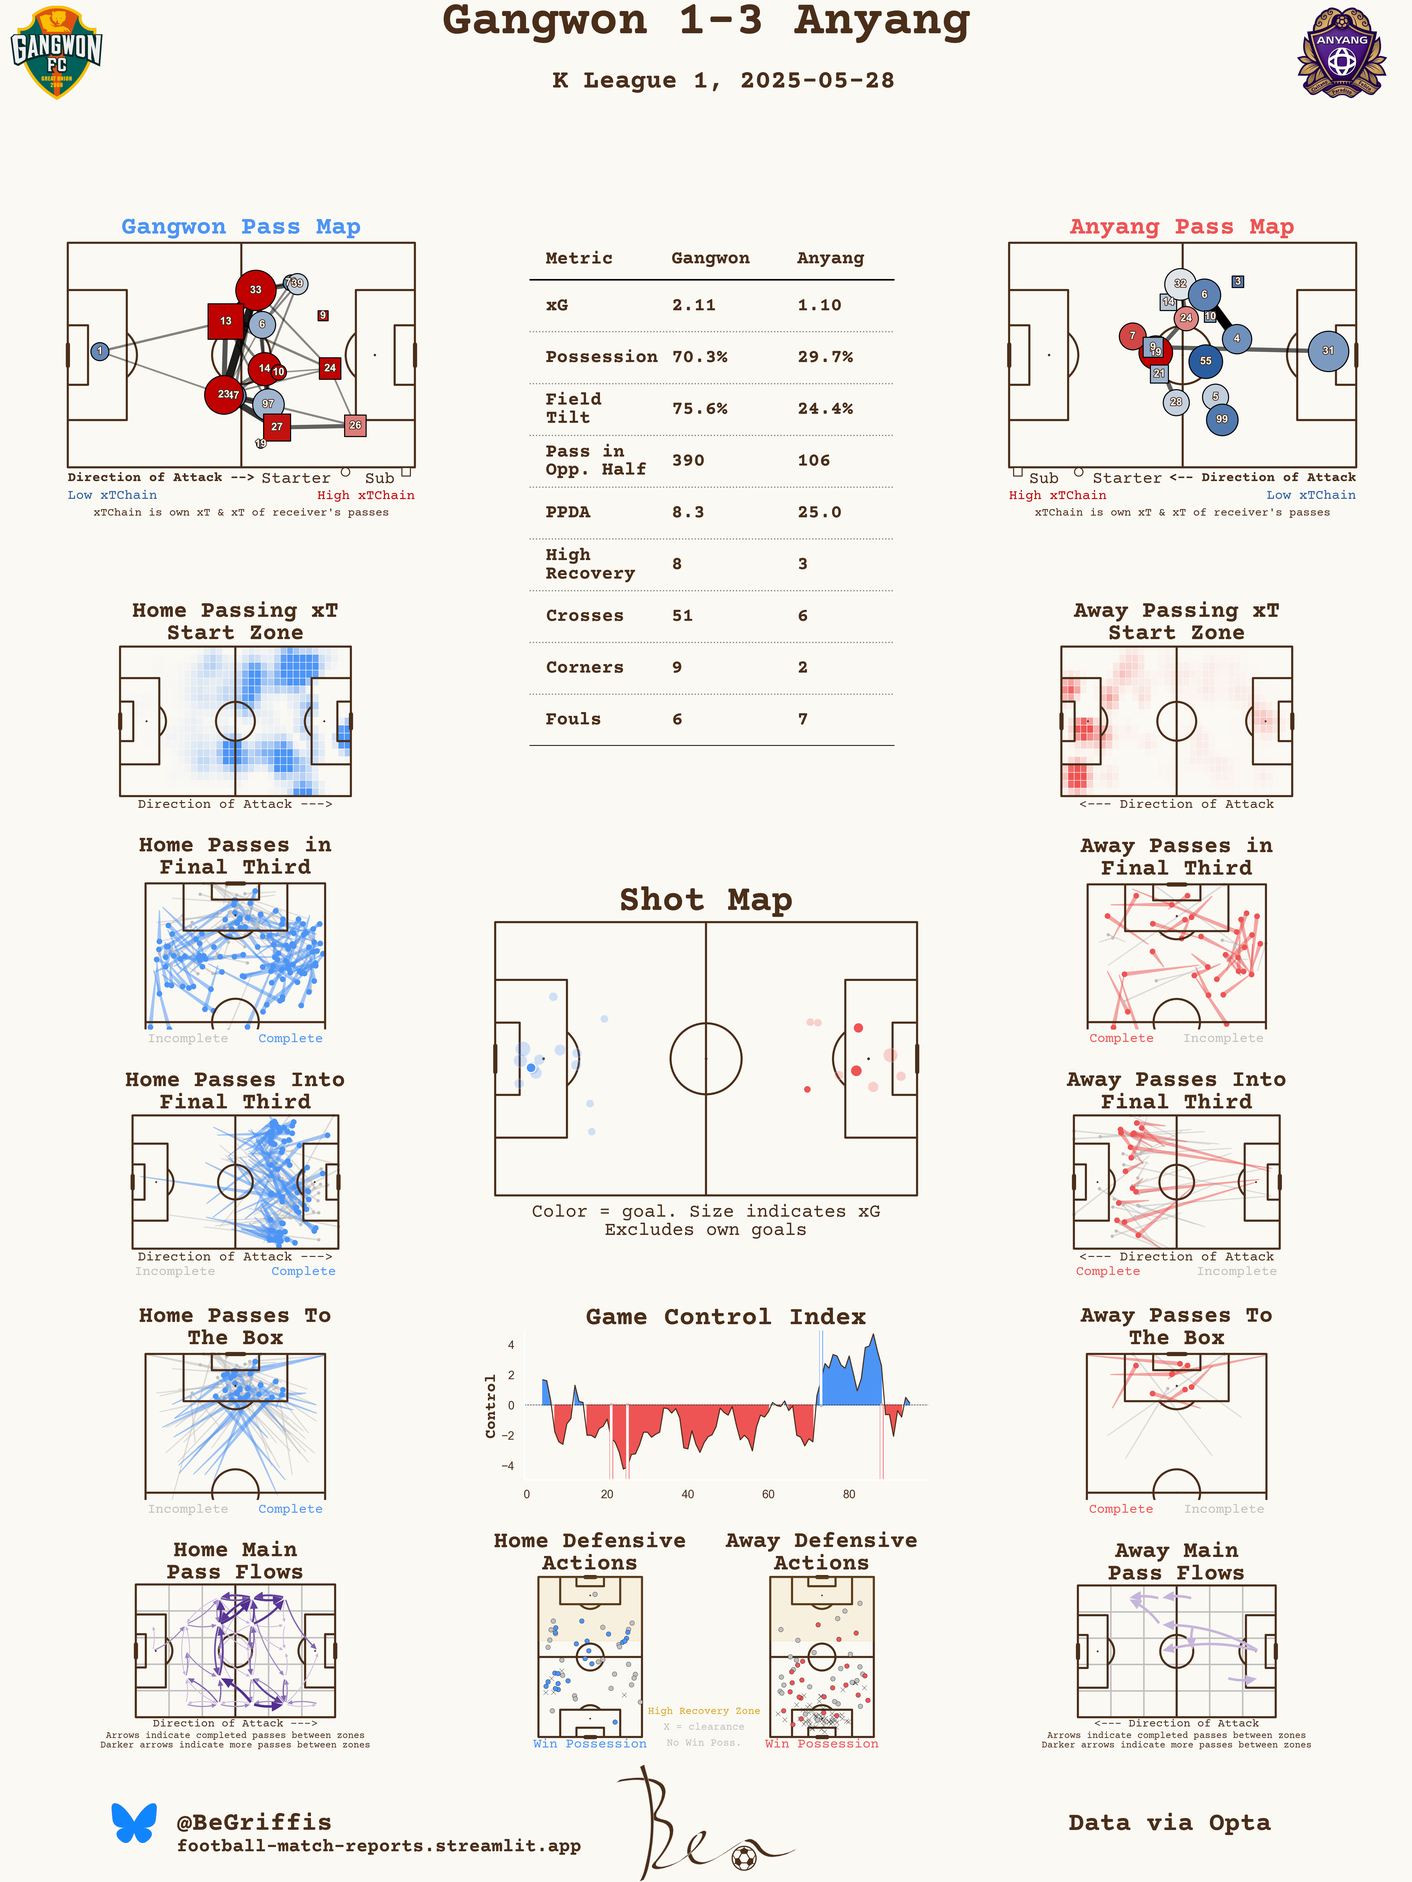 Gangwon 1-3 Anyang
K League 1, 2025-05-28
GANGWON
FC
GREAT UNION
2008
ANYANG
Gangwon Pass Map
33
39
13
6
9
1
14
10
24
23
97
27
26
19
Direction of Attack --> Starter Sub
Low xTChain High xTChain
xTChain is own xT & xT of receiver's passes
Metric Gangwon Anyang
xG 2.11 1.10
Possession 70.3% 29.7%
Field
Tilt 75.6% 24.4%
Pass in
Opp. Half 390 106
PPDA 8.3 25.0
High
Recovery 8 3
Crosses 51 6
Corners 9 2
Fouls 6 7
Anyang Pass Map
32
6
3
14
24
10
7
9
4
31
55
21
28
5
99
Sub Starter <-- Direction of Attack
High xTChain Low xTChain
xTChain is own xT & xT of receiver's passes
Home Passing xT
Start Zone
Direction of Attack --->
Away Passing xT
Start Zone
<--- Direction of Attack
Home Passes in
Final Third
Incomplete Complete
Away Passes in
Final Third
Complete Incomplete
Shot Map
Color = goal. Size indicates xG
Excludes own goals
Home Passes Into
Final Third
Direction of Attack --->
Incomplete Complete
Away Passes Into
Final Third
<--- Direction of Attack
Complete Incomplete
Home Passes To
The Box
Incomplete Complete
Game Control Index
Control
4
2
0
−2
−4
0 20 40 60 80
Away Passes To
The Box
Complete Incomplete
Home Main
Pass Flows
Direction of Attack --->
Arrows indicate completed passes between zones
Darker arrows indicate more passes between zones
Home Defensive
Actions
Win Possession
High Recovery Zone
X = clearance
No Win Poss.
Away Defensive
Actions
Win Possession
Away Main
Pass Flows
<--- Direction of Attack
Arrows indicate completed passes between zones
Darker arrows indicate more passes between zones
@BeGriffis
football-match-reports.streamlit.app
Ben
Data via Opta